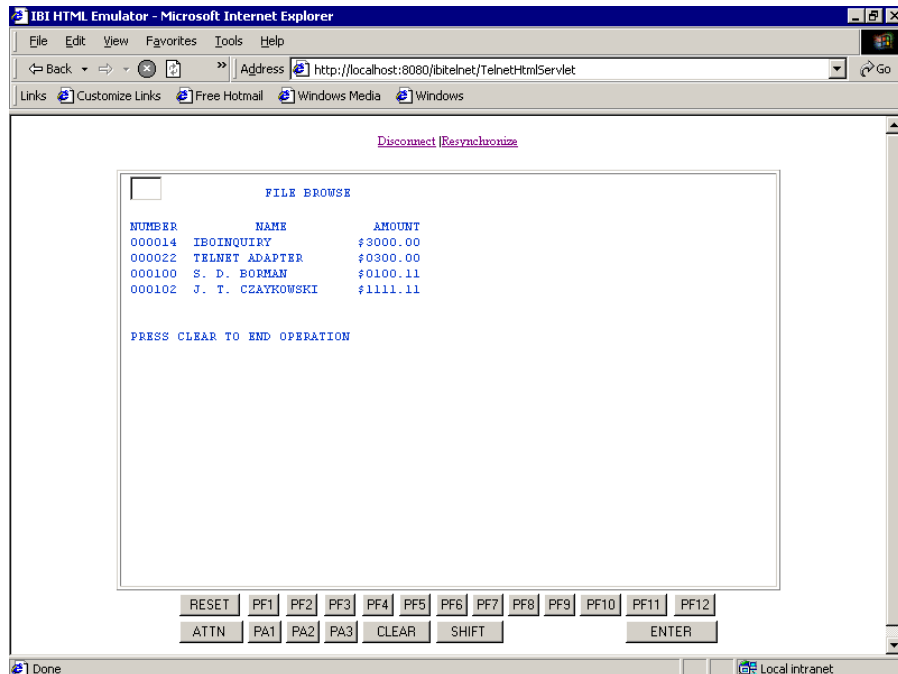 IBI HTML Emulator - Microsoft Internet Explorer
File Edit View Favorites Tools Help
Back » Address http://localhost:8080/ibitelnet/TelnetHtmlServlet Go
Links Customize Links Free Hotmail Windows Media Windows
Disconnect |Resynchronize
FILE BROWSE
NUMBER NAME AMOUNT
000014 IBOINQUIRY $3000.00
000022 TELNET ADAPTER $0300.00
000100 S. D. BORMAN $0100.11
000102 J. T. CZAYKOWSKI $1111.11
PRESS CLEAR TO END OPERATION
RESET PF1 PF2 PF3 PF4 PF5 PF6 PF7 PF8 PF9 PF10 PF11 PF12
ATTN PA1 PA2 PA3 CLEAR SHIFT ENTER
Done Local intranet